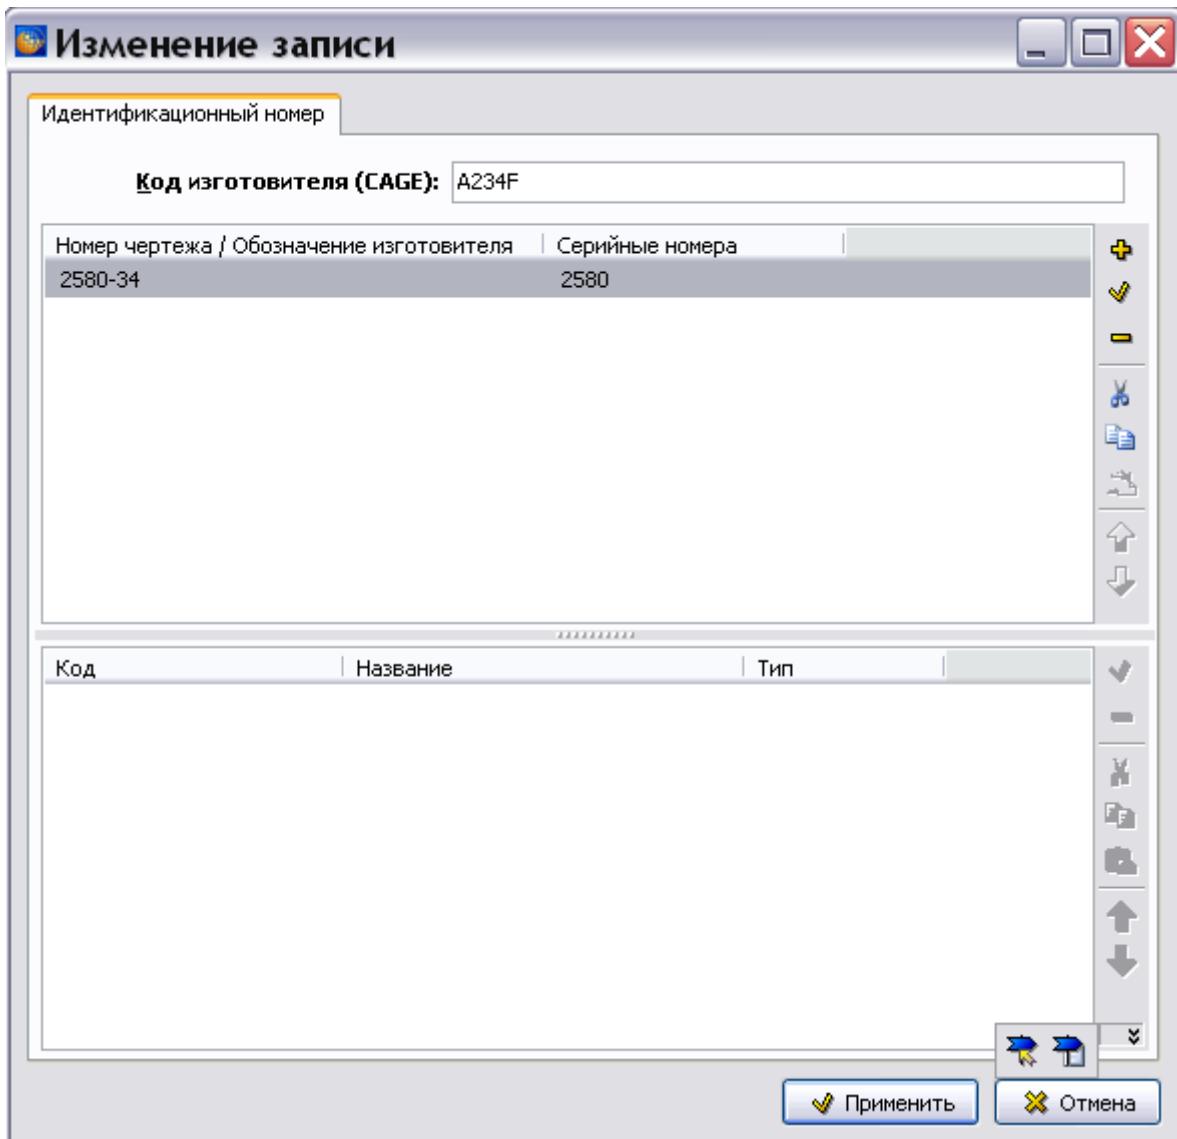 Изменение записи
Идентификационный номер
Код изготовителя (CAGE): A234F
Номер чертежа / Обозначение изготовителя Серийные номера
2580-34 2580
Код Название Тип
Применить Отмена